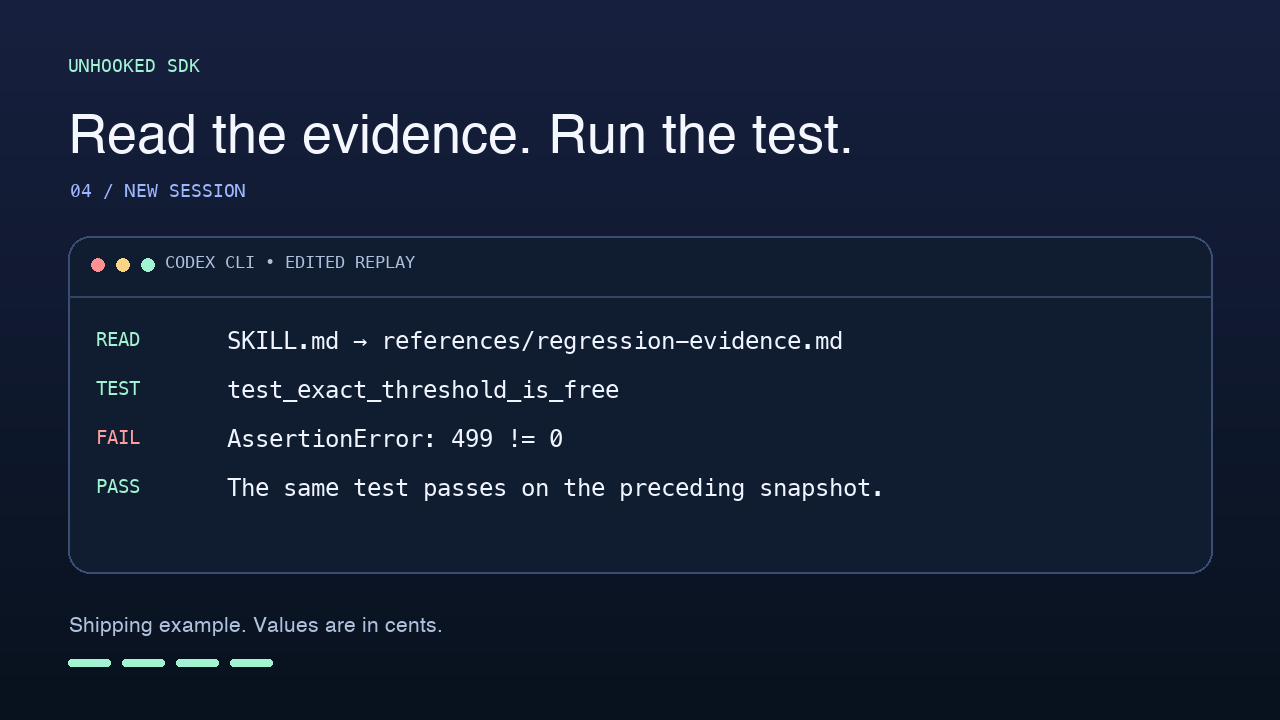 UNHOOKED SDK
Read the evidence. Run the test.
04 / NEW SESSION
CODEX CLI • EDITED REPLAY
READ SKILL.md → references/regression−evidence.md
TEST test_exact_threshold_is_free
FAIL AssertionError: 499 != 0
PASS The same test passes on the preceding snapshot.
Shipping example. Values are in cents.